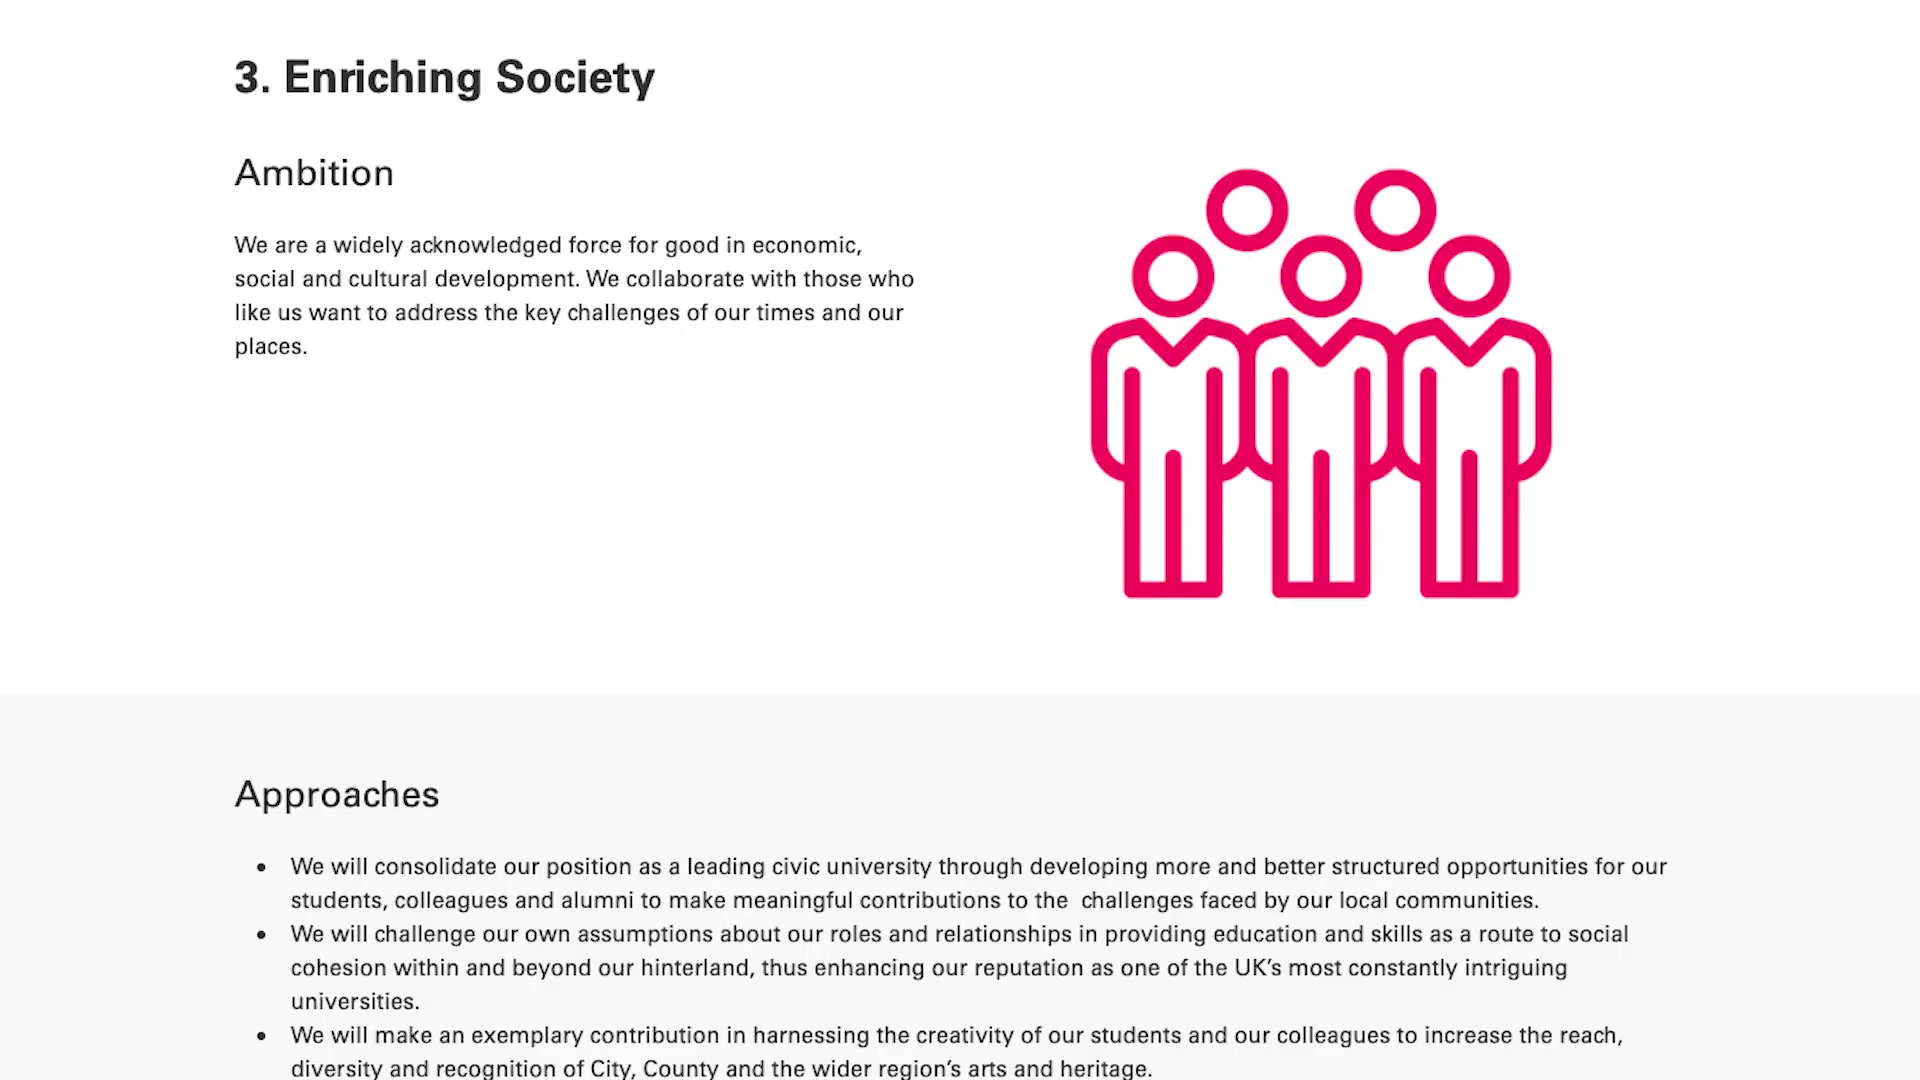 3. Enriching Society
Ambition
We are a widely acknowledged force for good in economic,
social and cultural development. We collaborate with those who
like us want to address the key challenges of our times and our
places.
Approaches
• We will consolidate our position as a leading civic university through developing more and better structured opportunities for our
students, colleagues and alumni to make meaningful contributions to the  challenges faced by our local communities.
• We will challenge our own assumptions about our roles and relationships in providing education and skills as a route to social
cohesion within and beyond our hinterland, thus enhancing our reputation as one of the UK’s most constantly intriguing
universities.
• We will make an exemplary contribution in harnessing the creativity of our students and our colleagues to increase the reach,
diversity and recognition of City, County and the wider region’s arts and heritage.